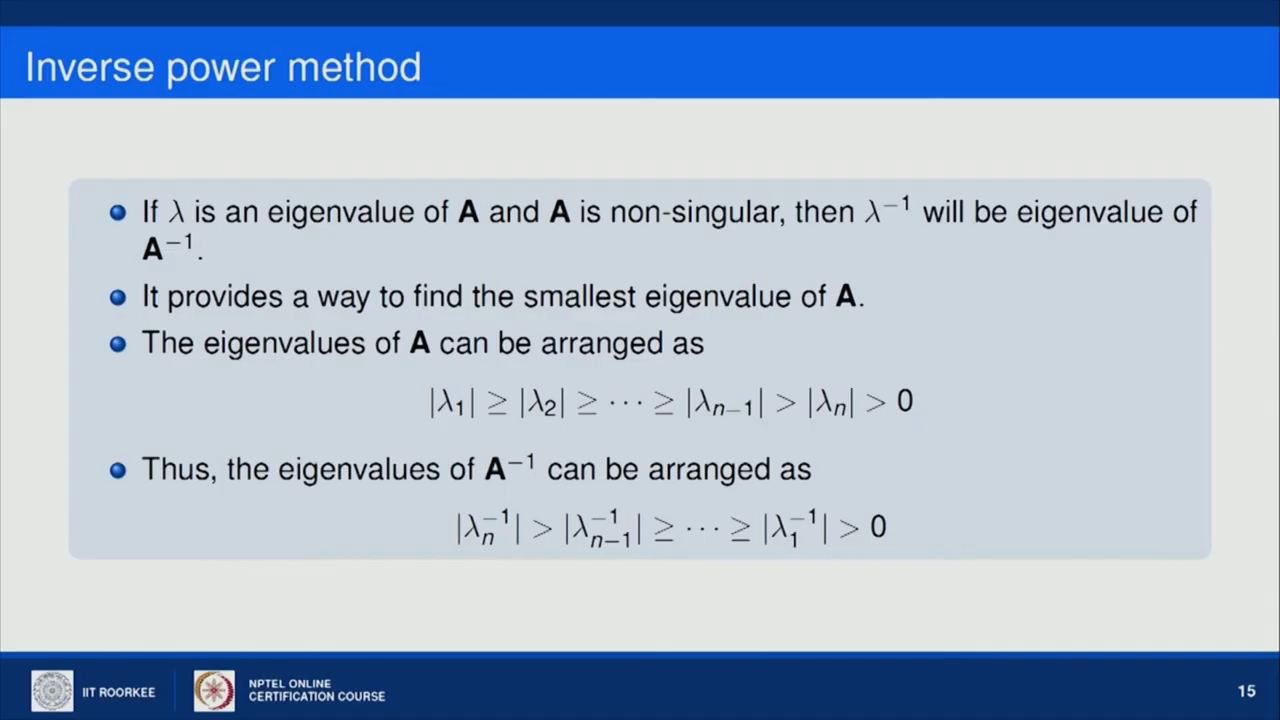 Inverse power method
If λ is an eigenvalue of A and A is non-singular, then λ⁻¹ will be eigenvalue of
A⁻¹.
It provides a way to find the smallest eigenvalue of A.
The eigenvalues of A can be arranged as
|λ₁| ≥ |λ₂| ≥ ⋯ ≥ |λₙ₋₁| > |λₙ| > 0
Thus, the eigenvalues of A⁻¹ can be arranged as
|λₙ⁻¹| > |λₙ₋₁⁻¹| ≥ ⋯ ≥ |λ₁⁻¹| > 0
IIT ROORKEE
NPTEL ONLINE
CERTIFICATION COURSE
15